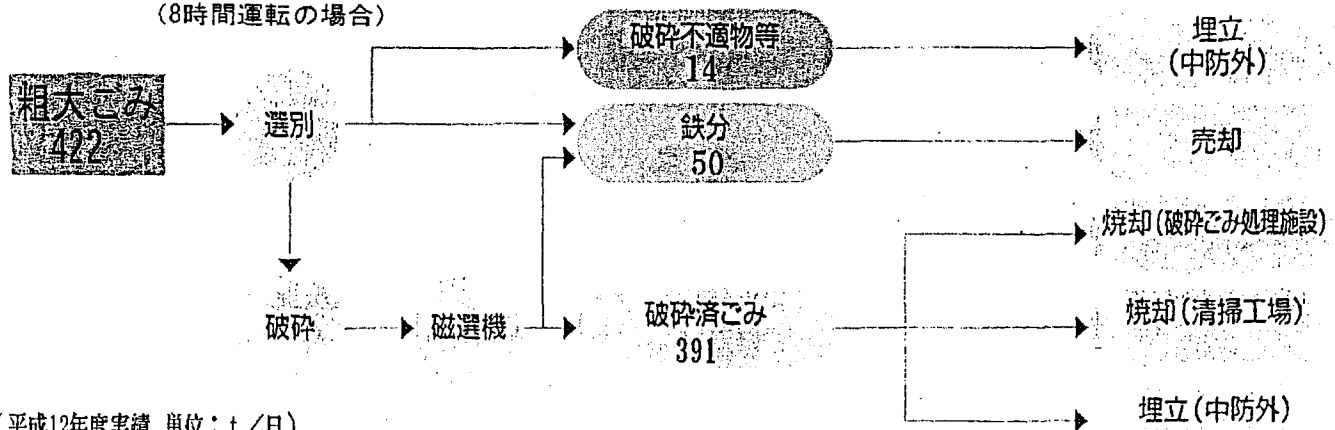 (8時間運転の場合)
粗大ごみ
422
選別
破砕不適物等
14
埋立
(中防外)
鉄分
50
売却
破砕
磁選機
破砕済ごみ
391
焼却(破砕ごみ処理施設)
焼却(清掃工場)
埋立(中防外)
(平成12年度実績 単位:t/日)